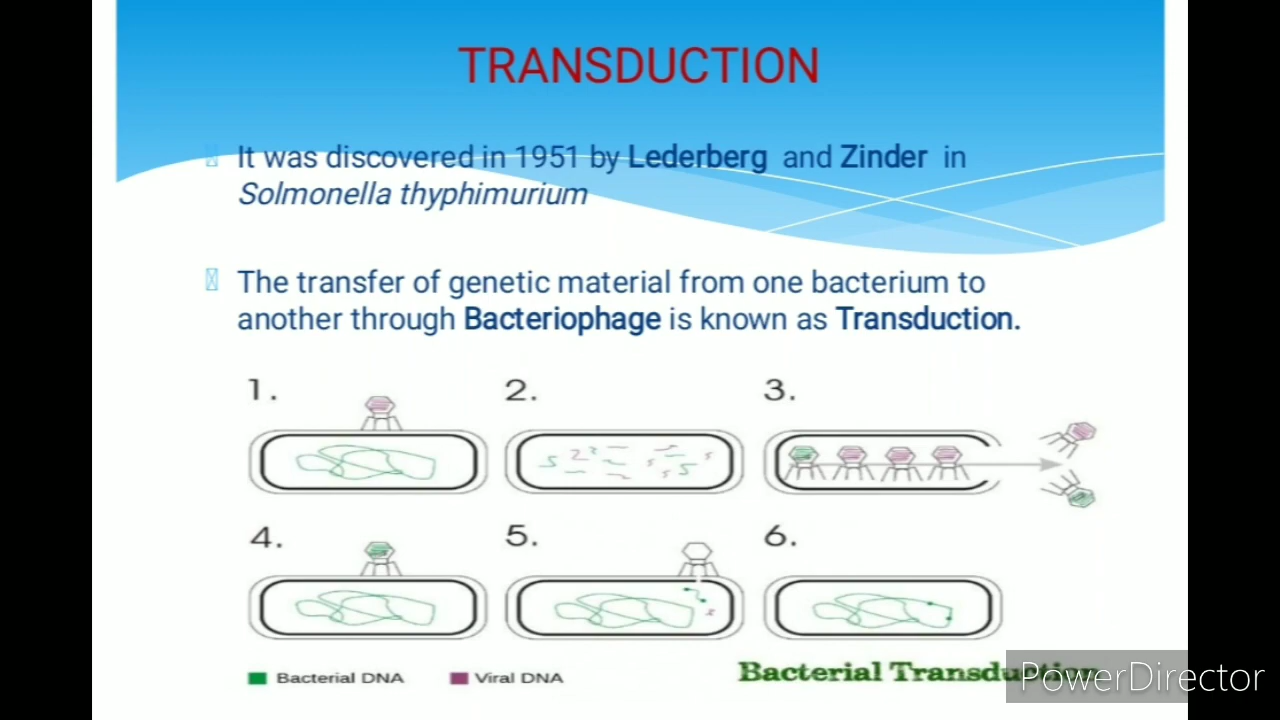 TRANSDUCTION
It was discovered in 1951 by Lederberg and Zinder in
Solmonella thyphimurium
The transfer of genetic material from one bacterium to
another through Bacteriophage is known as Transduction.
1.
2.
3.
4.
5.
6.
Bacterial DNA
Viral DNA
Bacterial Transduction
PowerDirector